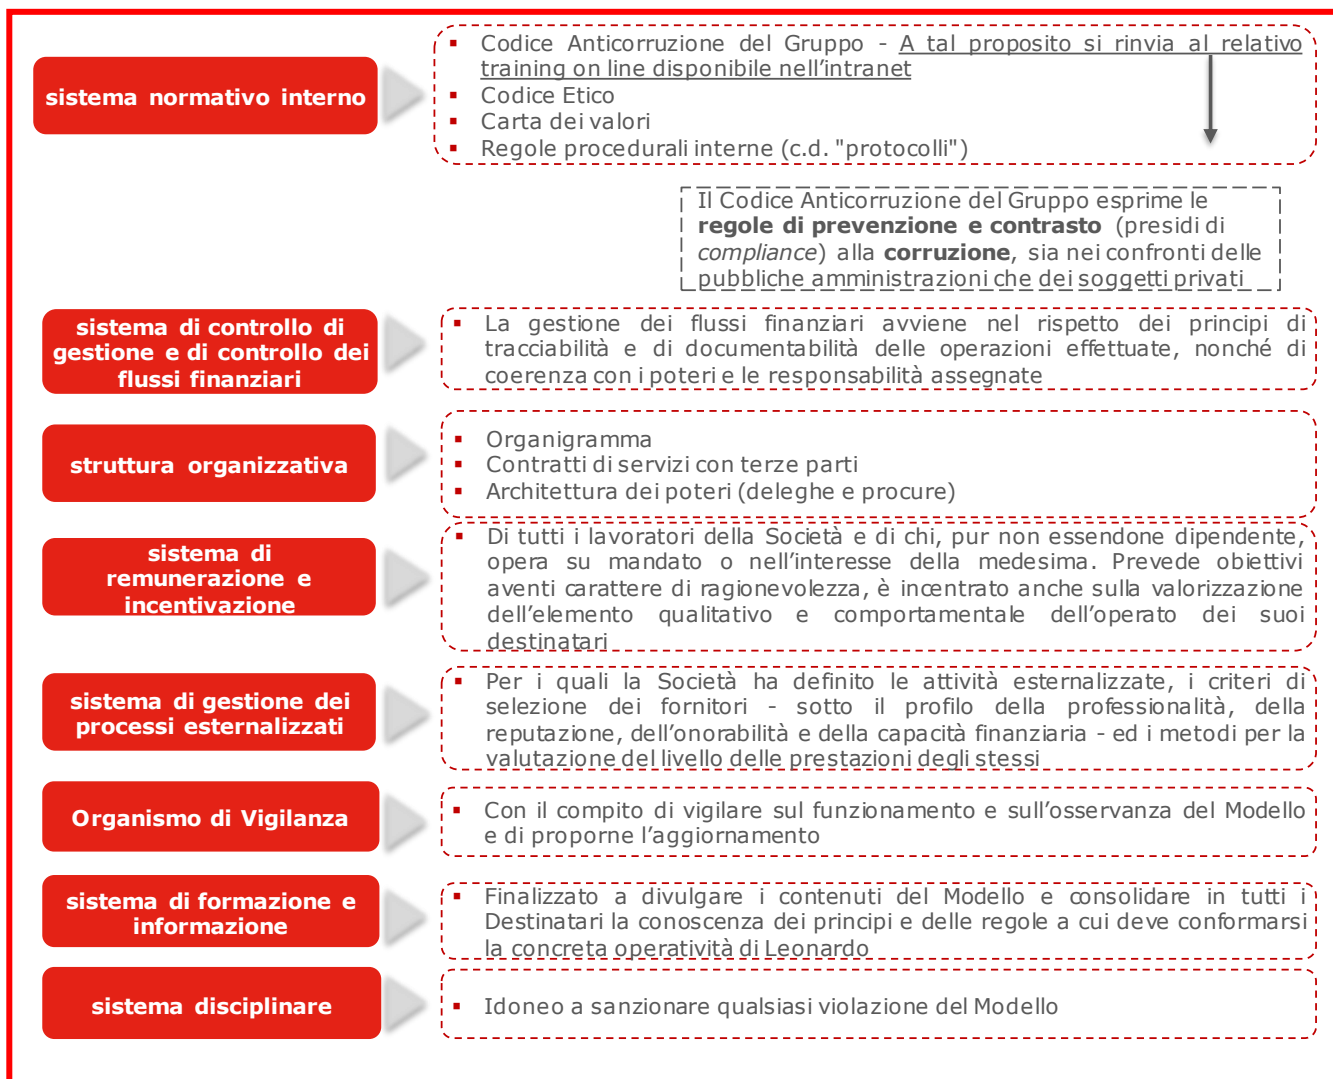 sistema normativo interno
▪ Codice Anticorruzione del Gruppo - A tal proposito si rinvia al relativo
training on line disponibile nell'intranet
▪ Codice Etico
▪ Carta dei valori
▪ Regole procedurali interne (c.d. "protocolli")
Il Codice Anticorruzione del Gruppo esprime le
regole di prevenzione e contrasto (presidi di
compliance) alla corruzione, sia nei confronti delle
pubbliche amministrazioni che dei soggetti privati
sistema di controllo di
gestione e di controllo dei
flussi finanziari
▪ La gestione dei flussi finanziari avviene nel rispetto dei principi di
tracciabilità e di documentabilità delle operazioni effettuate, nonché di
coerenza con i poteri e le responsabilità assegnate
struttura organizzativa
▪ Organigramma
▪ Contratti di servizi con terze parti
▪ Architettura dei poteri (deleghe e procure)
sistema di
remunerazione e
incentivazione
▪ Di tutti i lavoratori della Società e di chi, pur non essendone dipendente,
opera su mandato o nell'interesse della medesima. Prevede obiettivi
aventi carattere di ragionevolezza, è incentrato anche sulla valorizzazione
dell'elemento qualitativo e comportamentale dell'operato dei suoi
destinatari
sistema di gestione dei
processi esternalizzati
▪ Per i quali la Società ha definito le attività esternalizzate, i criteri di
selezione dei fornitori - sotto il profilo della professionalità, della
reputazione, dell'onorabilità e della capacità finanziaria - ed i metodi per la
valutazione del livello delle prestazioni degli stessi
Organismo di Vigilanza
▪ Con il compito di vigilare sul funzionamento e sull'osservanza del Modello
e di proporne l'aggiornamento
sistema di formazione e
informazione
▪ Finalizzato a divulgare i contenuti del Modello e consolidare in tutti i
Destinatari la conoscenza dei principi e delle regole a cui deve conformarsi
la concreta operatività di Leonardo
sistema disciplinare
▪ Idoneo a sanzionare qualsiasi violazione del Modello